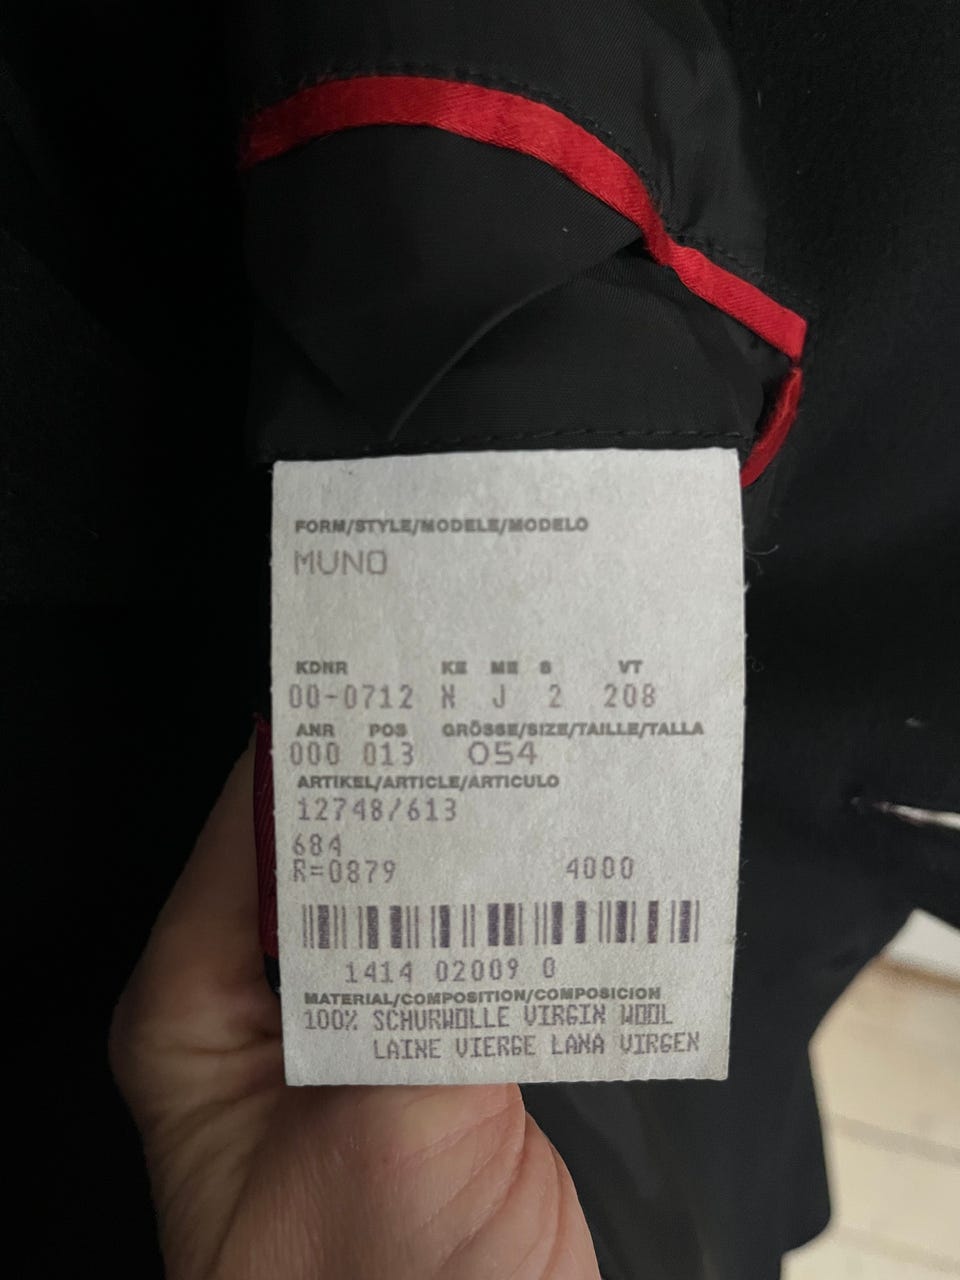 FORM/STYLE/MODELE/MODELO
MUNO
KDNR KE ME S VT
00-0712 N J 2 208
ANR POS GRÖSSE/SIZE/TAILLE/TALLA
000 013 054
ARTIKEL/ARTICLE/ARTICULO
12748/613
684
R=0879 4000
1414 02009 0
MATERIAL/COMPOSITION/COMPOSICION
100% SCHURWOLLE VIRGIN WOOL
LAINE VIERGE LANA VIRGEN